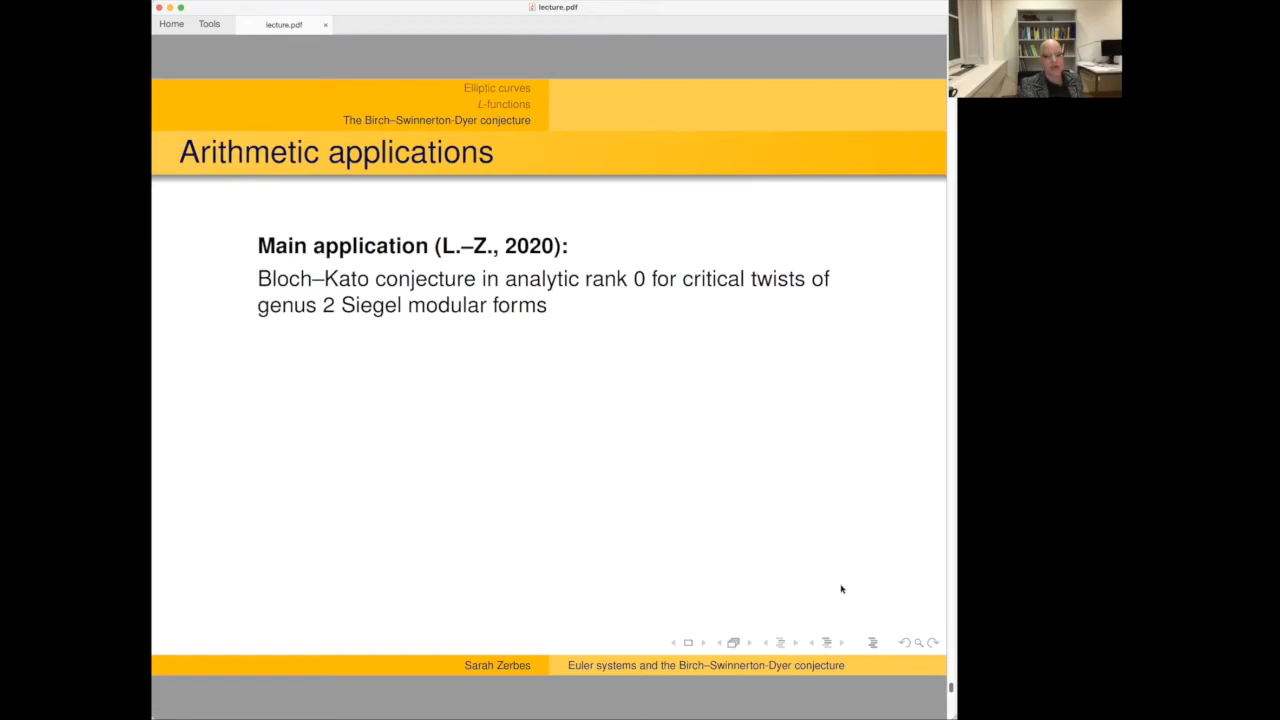 lecture.pdf
Home Tools lecture.pdf ×
Elliptic curves
L-functions
The Birch–Swinnerton-Dyer conjecture
Arithmetic applications
Main application (L.–Z., 2020):
Bloch–Kato conjecture in analytic rank 0 for critical twists of
genus 2 Siegel modular forms
Sarah Zerbes Euler systems and the Birch–Swinnerton-Dyer conjecture